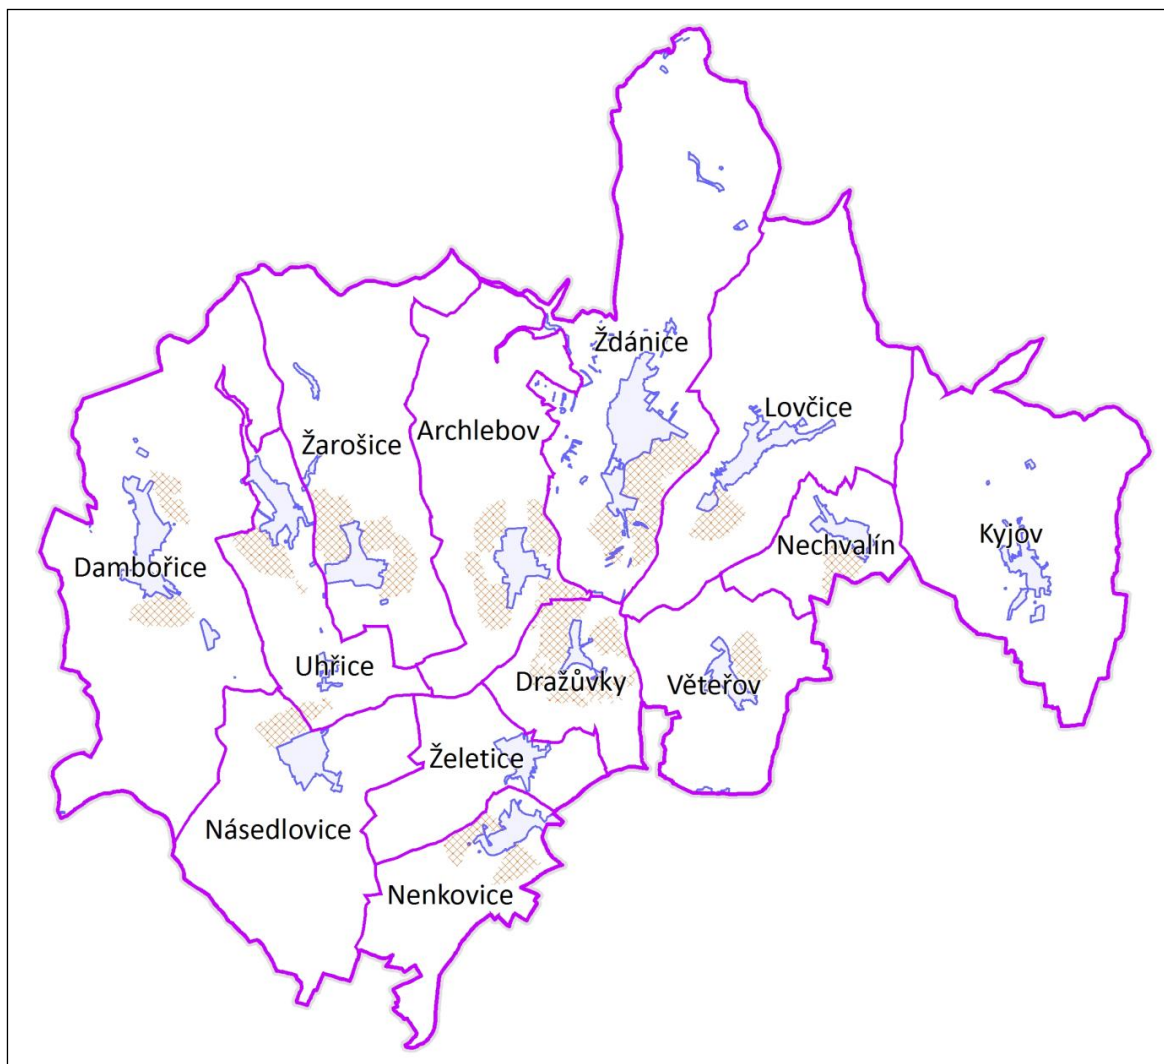 Ždánice
Lovčice
Archlebov
Žarošice
Kyjov
Nechvalín
Dambořice
Uhřice
Dražůvky
Věteřov
Želetice
Násedlovice
Nenkovice